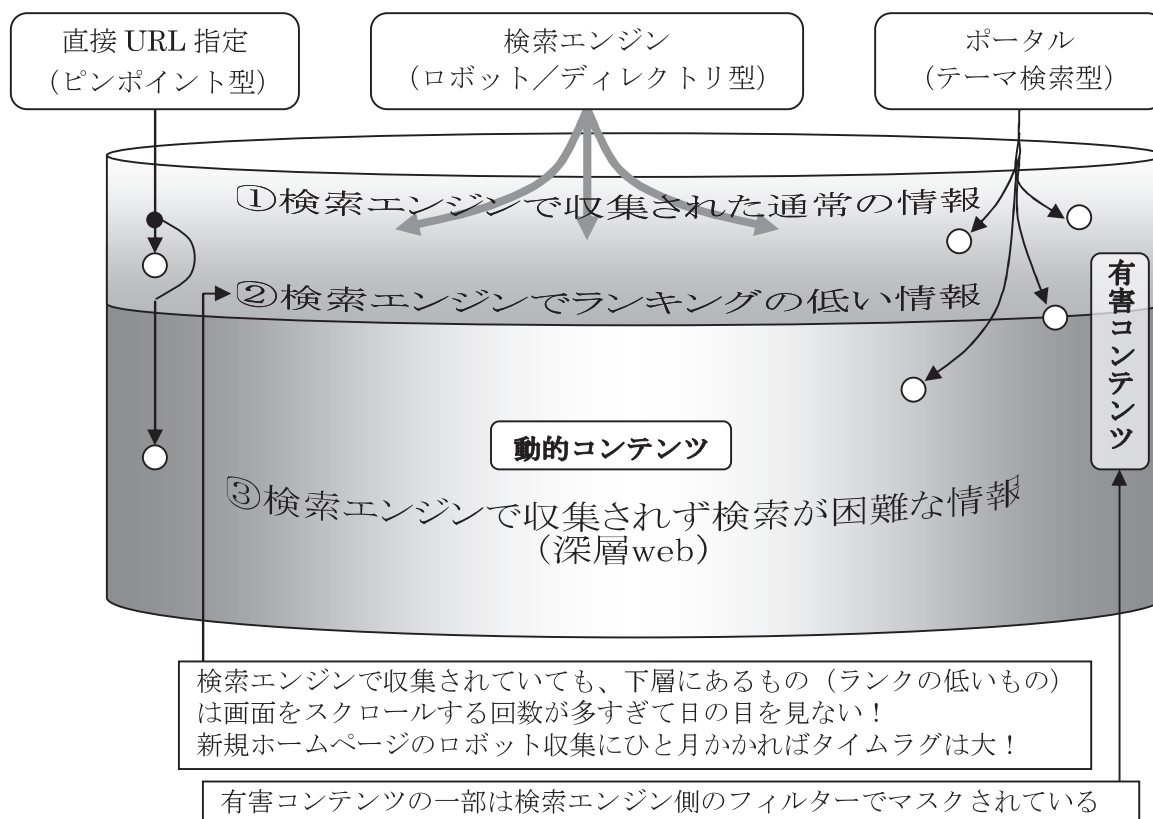 直接 URL 指定
（ピンポイント型）
検索エンジン
（ロボット／ディレクトリ型）
ポータル
（テーマ検索型）
①検索エンジンで収集された通常の情報
②検索エンジンでランキングの低い情報
有害コンテンツ
動的コンテンツ
③検索エンジンで収集されず検索が困難な情報
（深層web）
検索エンジンで収集されていても、下層にあるもの（ランクの低いもの）
は画面をスクロールする回数が多すぎて日の目を見ない！
新規ホームページのロボット収集にひと月かかればタイムラグは大！
有害コンテンツの一部は検索エンジン側のフィルターでマスクされている